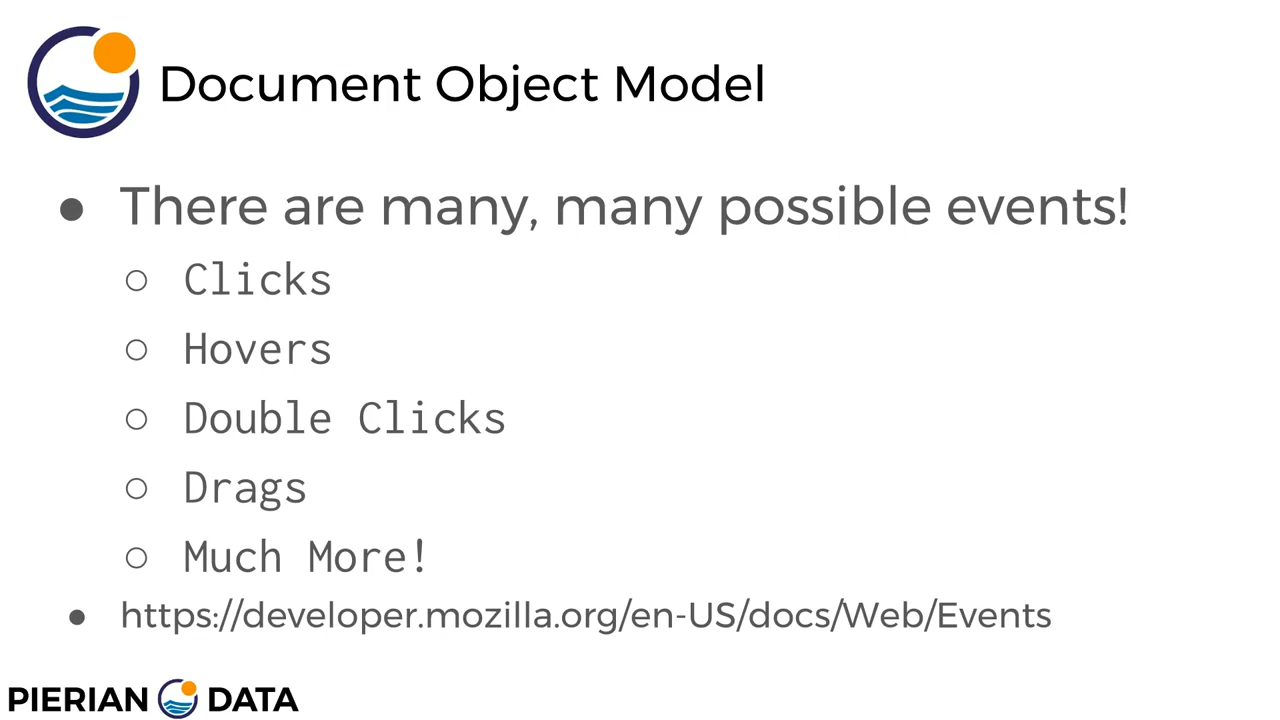 Document Object Model
● There are many, many possible events!
○ Clicks
○ Hovers
○ Double Clicks
○ Drags
○ Much More!
● https://developer.mozilla.org/en-US/docs/Web/Events
PIERIAN DATA